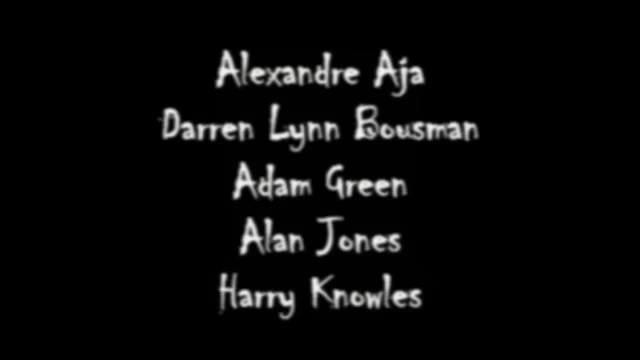 Alexandre Aja
Darren Lynn Bousman
Adam Green
Alan Jones
Harry Knowles